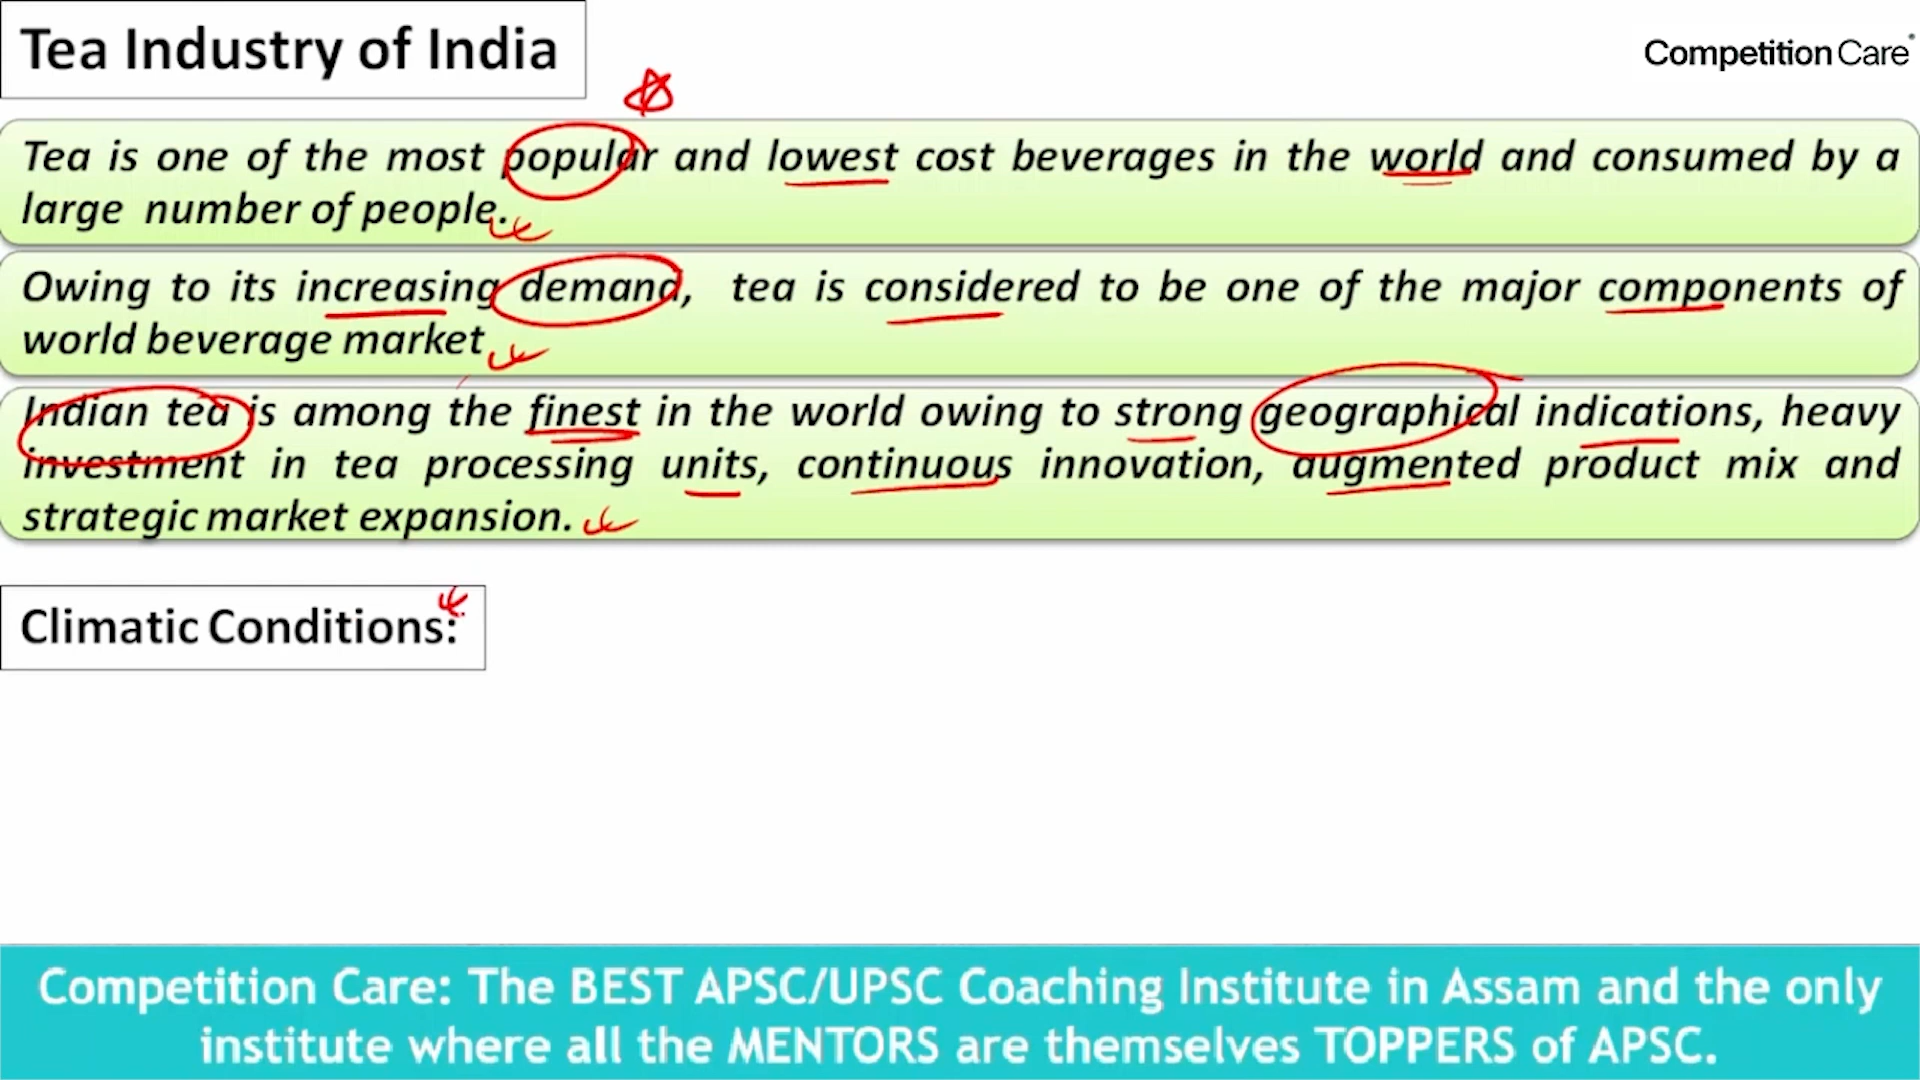 Tea Industry of India
Competition Care
Tea is one of the most popular and lowest cost beverages in the world and consumed by a
large number of people.
Owing to its increasing demand, tea is considered to be one of the major components of
world beverage market
Indian tea is among the finest in the world owing to strong geographical indications, heavy
investment in tea processing units, continuous innovation, augmented product mix and
strategic market expansion.
Climatic Conditions:
Competition Care: The BEST APSC/UPSC Coaching Institute in Assam and the only
institute where all the MENTORS are themselves TOPPERS of APSC.